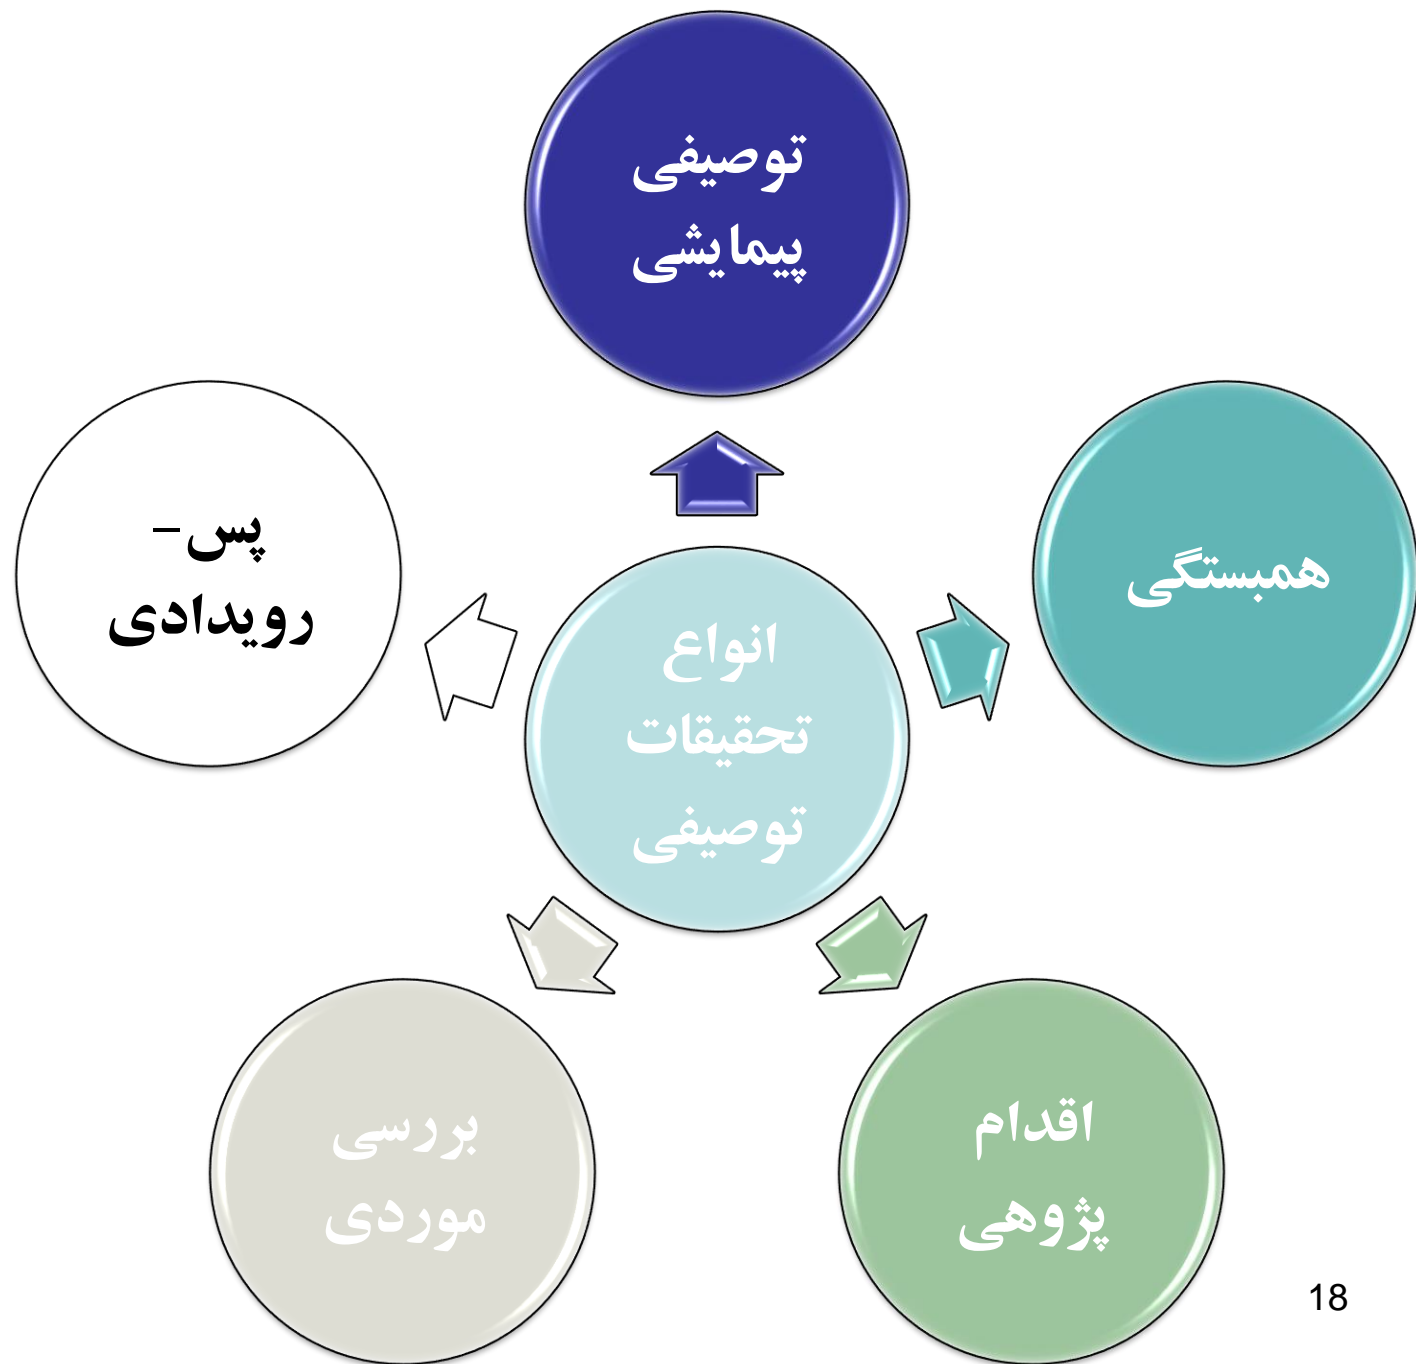 توصیفی
پیمایشی
همبستگی
پس-
رویدادی
انواع
تحقیقات
توصیفی
اقدام
پژوهی
بررسی
موردی
18